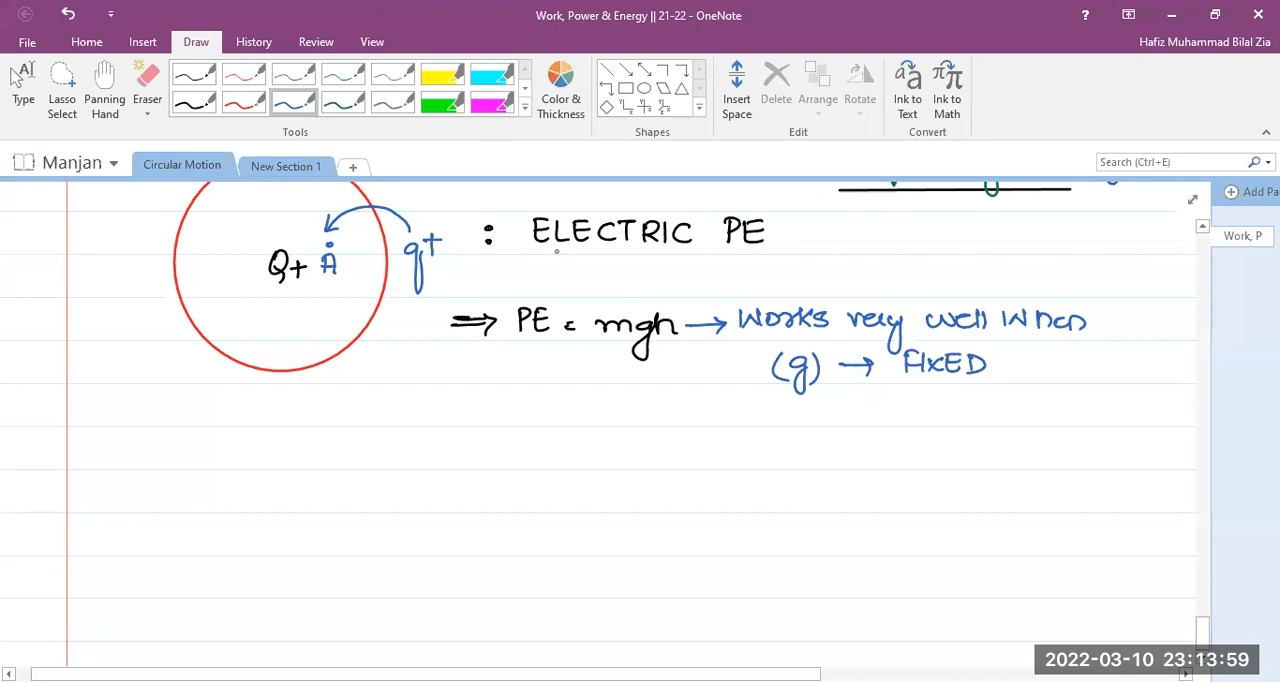 Work, Power & Energy || 21-22 - OneNote
File Home Insert Draw History Review View
Hafiz Muhammad Bilal Zia
Type
Lasso Select
Panning Hand
Eraser
Color & Thickness
Insert Space
Delete
Arrange
Rotate
Ink to Text
Ink to Math
Tools
Shapes
Edit
Convert
Manjan
Circular Motion
New Section 1
Search (Ctrl+E)
Add Pa
Work, P
Q+ A q+ : ELECTRIC PE
⇒ PE = mgh → Works very well when
(g) → FIXED
2022-03-10 23:13:59